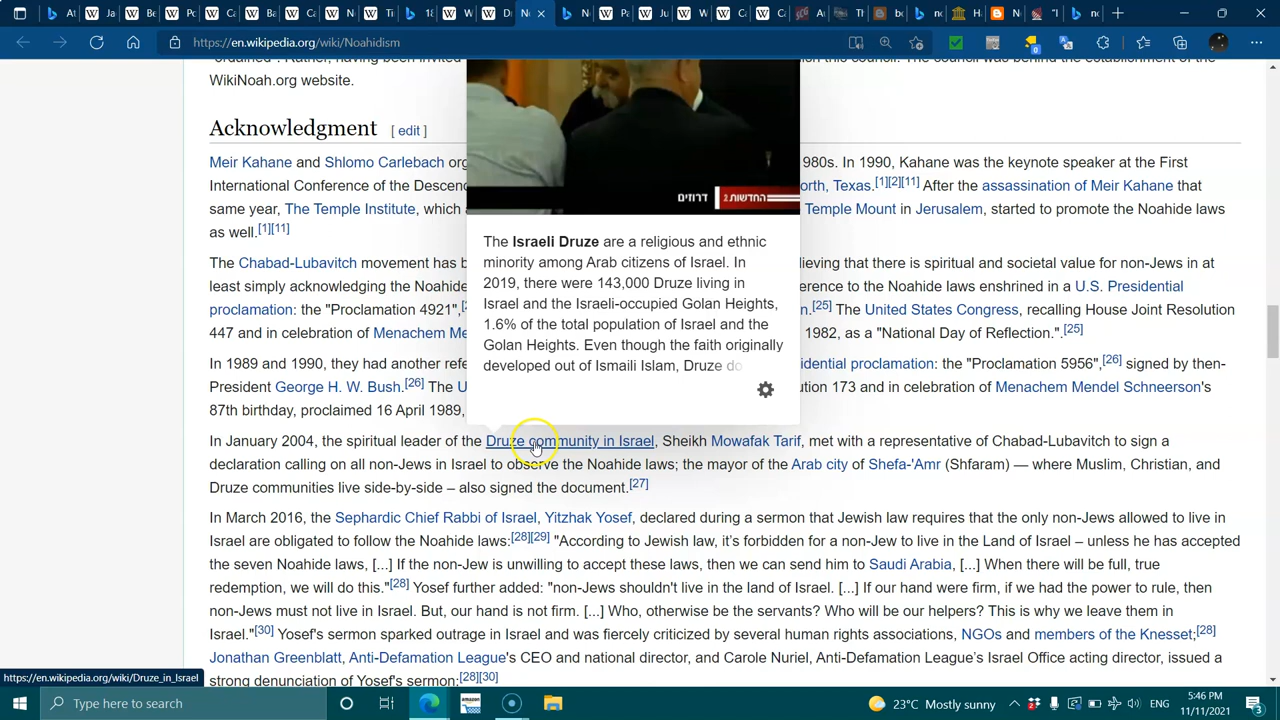 https://en.wikipedia.org/wiki/Noahidism
WikiNoah.org website.
Acknowledgment [ edit ]
Meir Kahane and Shlomo Carlebach org
980s. In 1990, Kahane was the keynote speaker at the First
International Conference of the Descen
orth, Texas.[1][2][11] After the assassination of Meir Kahane that
same year, The Temple Institute, which a
Temple Mount in Jerusalem, started to promote the Noahide laws
as well.[1][11]
The Chabad-Lubavitch movement has b
eving that there is spiritual and societal value for non-Jews in at
least simply acknowledging the Noahide
erence to the Noahide laws enshrined in a U.S. Presidential
proclamation: the "Proclamation 4921",
n.[25] The United States Congress, recalling House Joint Resolution
447 and in celebration of Menachem Me
1982, as a "National Day of Reflection.".[25]
In 1989 and 1990, they had another refe
sidential proclamation: the "Proclamation 5956",[26] signed by then-
President George H. W. Bush.[26] The U
ution 173 and in celebration of Menachem Mendel Schneerson's
87th birthday, proclaimed 16 April 1989,
דרוזים
החדשות2
The Israeli Druze are a religious and ethnic
minority among Arab citizens of Israel. In
2019, there were 143,000 Druze living in
Israel and the Israeli-occupied Golan Heights,
1.6% of the total population of Israel and the
Golan Heights. Even though the faith originally
developed out of Ismaili Islam, Druze do
In January 2004, the spiritual leader of the Druze community in Israel, Sheikh Mowafak Tarif, met with a representative of Chabad-Lubavitch to sign a
declaration calling on all non-Jews in Israel to observe the Noahide laws; the mayor of the Arab city of Shefa-'Amr (Shfaram) — where Muslim, Christian, and
Druze communities live side-by-side – also signed the document.[27]
In March 2016, the Sephardic Chief Rabbi of Israel, Yitzhak Yosef, declared during a sermon that Jewish law requires that the only non-Jews allowed to live in
Israel are obligated to follow the Noahide laws:[28][29] "According to Jewish law, it's forbidden for a non-Jew to live in the Land of Israel – unless he has accepted
the seven Noahide laws, [...] If the non-Jew is unwilling to accept these laws, then we can send him to Saudi Arabia, [...] When there will be full, true
redemption, we will do this."[28] Yosef further added: "non-Jews shouldn't live in the land of Israel. [...] If our hand were firm, if we had the power to rule, then
non-Jews must not live in Israel. But, our hand is not firm. [...] Who, otherwise be the servants? Who will be our helpers? This is why we leave them in
Israel."[30] Yosef's sermon sparked outrage in Israel and was fiercely criticized by several human rights associations, NGOs and members of the Knesset;[28]
Jonathan Greenblatt, Anti-Defamation League's CEO and national director, and Carole Nuriel, Anti-Defamation League's Israel Office acting director, issued a
strong denunciation of Yosef's sermon:[28][30]
https://en.wikipedia.org/wiki/Druze_in_Israel
Type here to search
amazon
23°C Mostly sunny
ENG
5:46 PM
11/11/2021
3